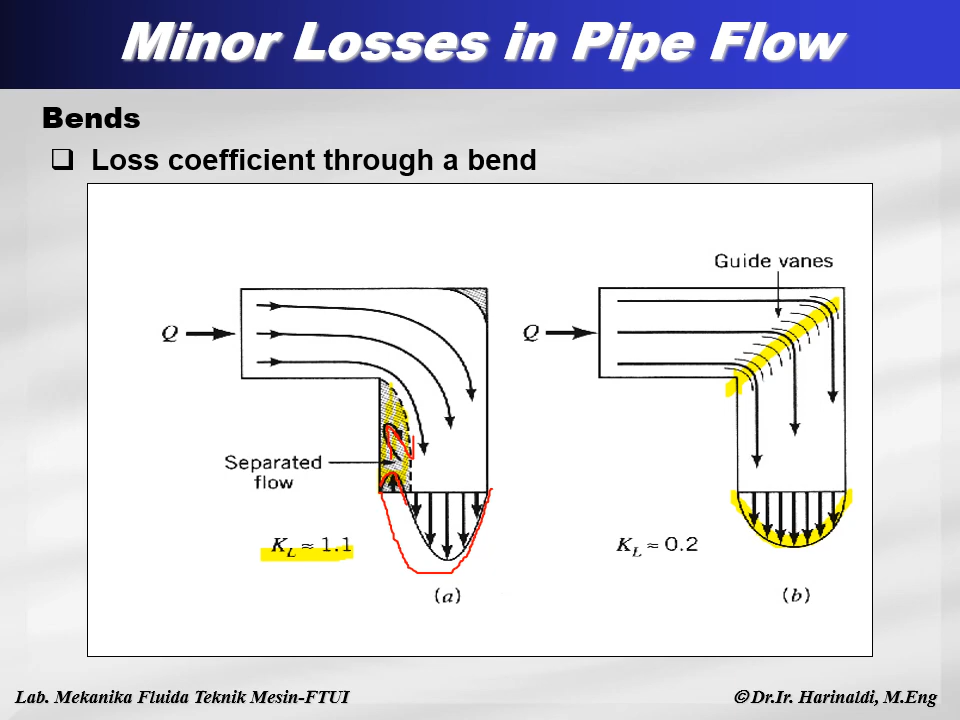 Minor Losses in Pipe Flow
Bends
❑ Loss coefficient through a bend
Guide vanes
Q
Q
Separated
flow
K_L ≈ 1.1
K_L ≈ 0.2
(a)
(b)
Lab. Mekanika Fluida Teknik Mesin-FTUI
©Dr.Ir. Harinaldi, M.Eng